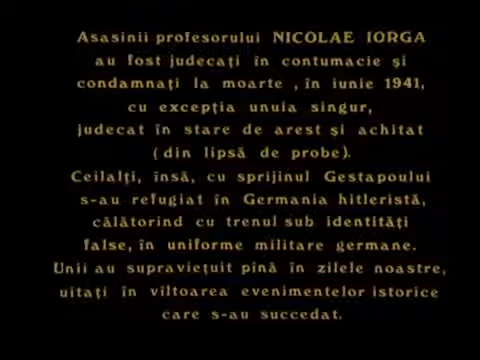 Asasinii profesorului NICOLAE IORGA
au fost judecați în contumacie și
condamnați la moarte , în iunie 1941,
cu excepția unuia singur,
judecat în stare de arest și achitat
( din lipsă de probe).
Ceilalți, însă, cu sprijinul Gestapoului
s-au refugiat în Germania hitleristă,
călătorind cu trenul sub identități
false, în uniforme militare germane.
Unii au supraviețuit pînă în zilele noastre,
uitați în vîltoarea evenimentelor istorice
care s-au succedat.